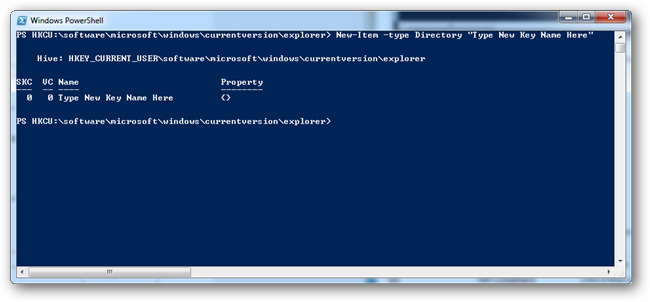 Windows PowerShell
PS HKCU:\software\microsoft\windows\currentversion\explorer> New-Item -type Directory "Type New Key Name Here"
Hive: HKEY_CURRENT_USER\software\microsoft\windows\currentversion\explorer
SKC VC Name Property
--- -- ---- --------
0 0 Type New Key Name Here {}
PS HKCU:\software\microsoft\windows\currentversion\explorer>